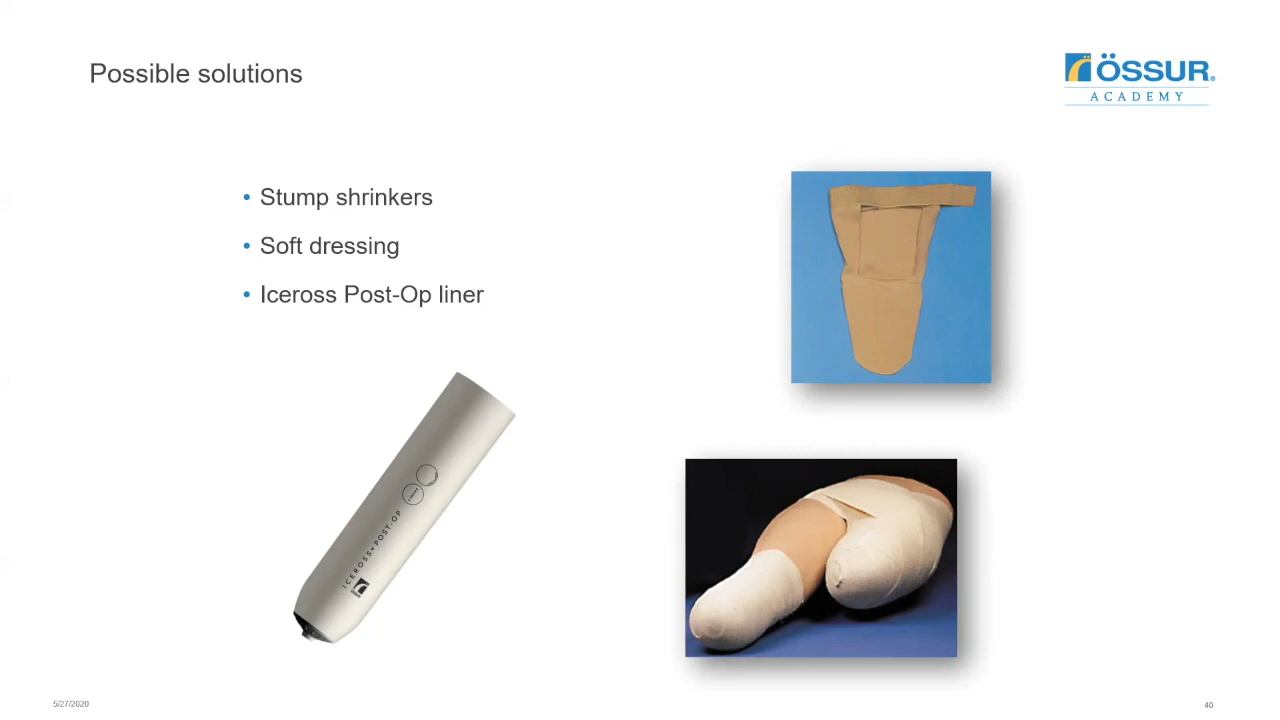 Possible solutions
ÖSSUR®
ACADEMY
• Stump shrinkers
• Soft dressing
• Iceross Post-Op liner
ICEROSS® POST-OP
5/27/2020
40